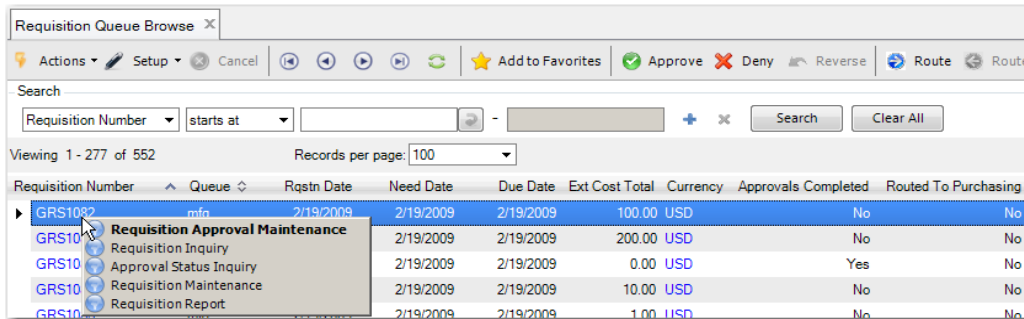 Requisition Queue Browse
Actions Setup Cancel Add to Favorites Approve Deny Reverse Route
Search
Requisition Number starts at - Search Clear All
Viewing 1 - 277 of 552 Records per page: 100
Requisition Number Queue Rqstn Date Need Date Due Date Ext Cost Total Currency Approvals Completed Routed To Purchasing
GRS1082 mfg 2/19/2009 2/19/2009 2/19/2009 100.00 USD No No
Requisition Approval Maintenance
2/19/2009 2/19/2009 200.00 USD No No
Requisition Inquiry
Approval Status Inquiry
2/19/2009 2/19/2009 0.00 USD Yes No
Requisition Maintenance
2/19/2009 2/19/2009 10.00 USD No No
Requisition Report
2/19/2009 2/19/2009 1.00 USD No No